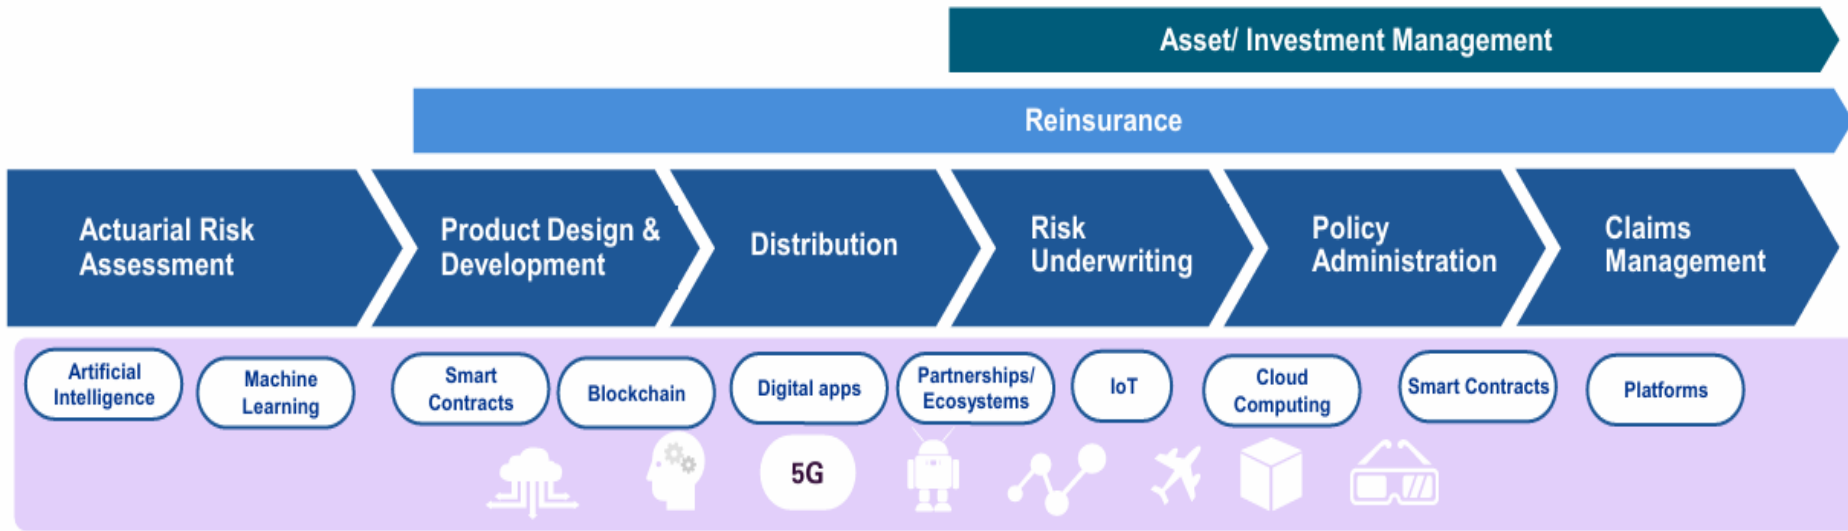 Asset/ Investment Management
Reinsurance
Actuarial Risk
Assessment
Product Design &
Development
Distribution
Risk
Underwriting
Policy
Administration
Claims
Management
Artificial
Intelligence
Machine
Learning
Smart
Contracts
Blockchain
Digital apps
Partnerships/
Ecosystems
IoT
Cloud
Computing
Smart Contracts
Platforms
5G